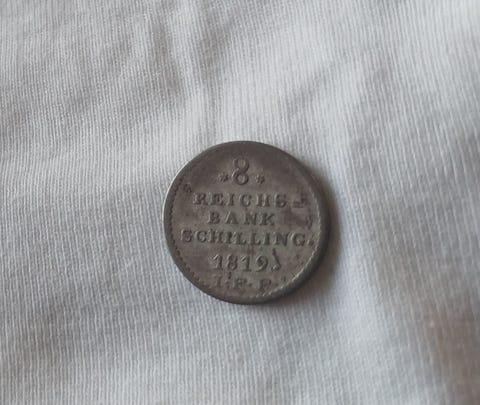 *8*
REICHS=
BANK
SCHILLING.
1819.
I.F.F.